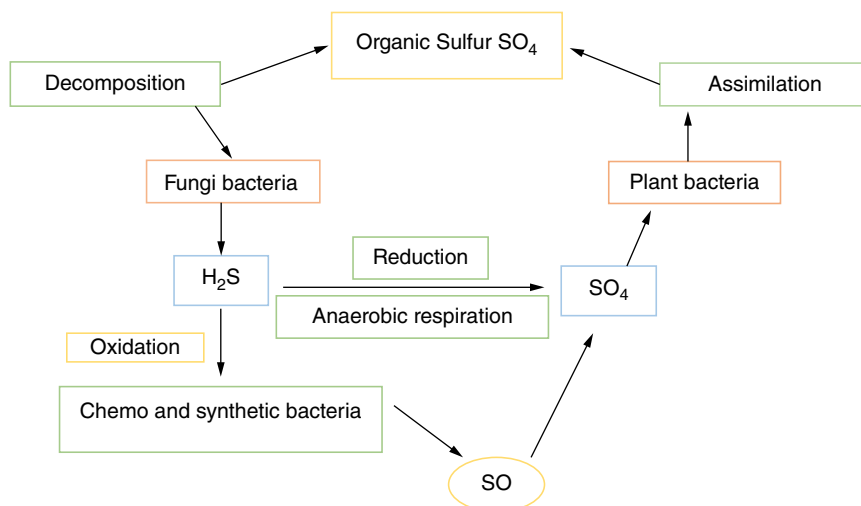 Organic Sulfur SO₄
Decomposition
Assimilation
Fungi bacteria
Plant bacteria
Reduction
H₂S
SO₄
Anaerobic respiration
Oxidation
Chemo and synthetic bacteria
SO